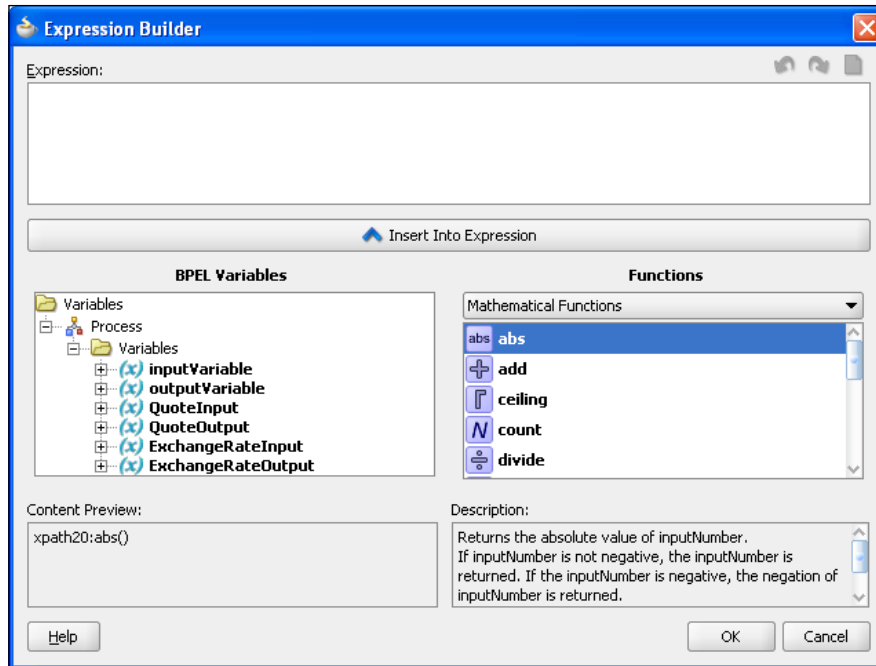 Expression Builder
Expression:
Insert Into Expression
BPEL Variables
Variables
Process
Variables
(x) inputVariable
(x) outputVariable
(x) QuoteInput
(x) QuoteOutput
(x) ExchangeRateInput
(x) ExchangeRateOutput
Functions
Mathematical Functions
abs abs
add
ceiling
N count
divide
Content Preview:
xpath20:abs()
Description:
Returns the absolute value of inputNumber.
If inputNumber is not negative, the inputNumber is
returned. If the inputNumber is negative, the negation of
inputNumber is returned.
Help
OK
Cancel